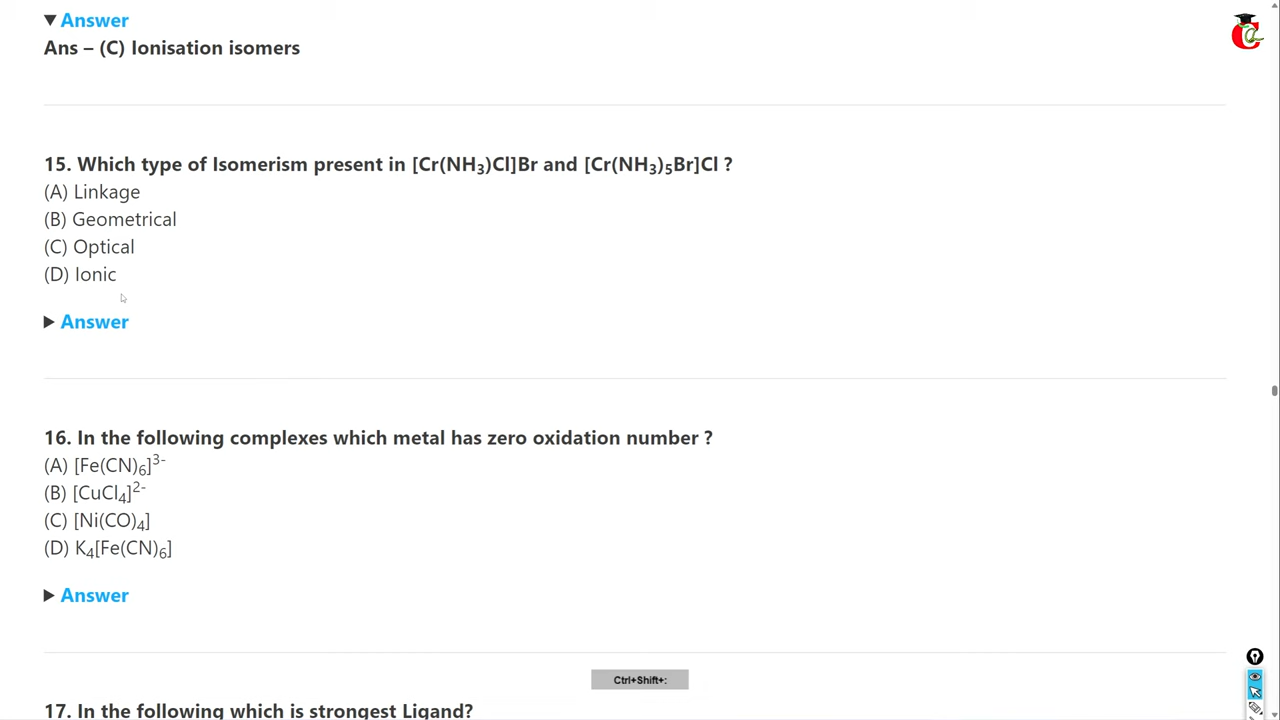 ▼ Answer
Ans – (C) Ionisation isomers
15. Which type of Isomerism present in [Cr(NH₃)Cl]Br and [Cr(NH₃)₅Br]Cl ?
(A) Linkage
(B) Geometrical
(C) Optical
(D) Ionic
▶ Answer
16. In the following complexes which metal has zero oxidation number ?
(A) [Fe(CN)₆]³⁻
(B) [CuCl₄]²⁻
(C) [Ni(CO)₄]
(D) K₄[Fe(CN)₆]
▶ Answer
Ctrl+Shift+:
17. In the following which is strongest Ligand?